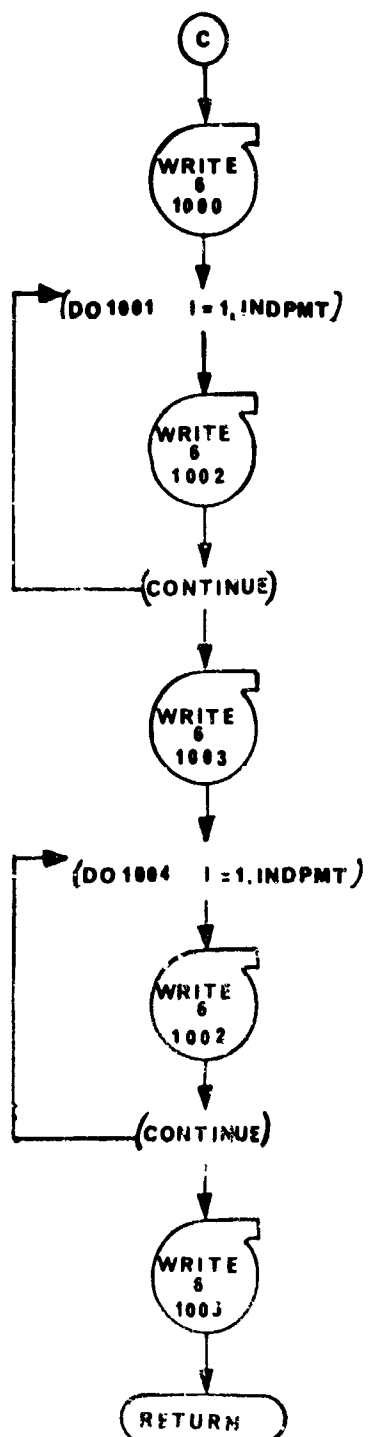 C
WRITE
6
1000
(DO 1001 I = 1, INDPMT)
WRITE
6
1002
(CONTINUE)
WRITE
6
1003
(DO 1004 I = 1, INDPMT)
WRITE
6
1002
(CONTINUE)
WRITE
6
RETURN